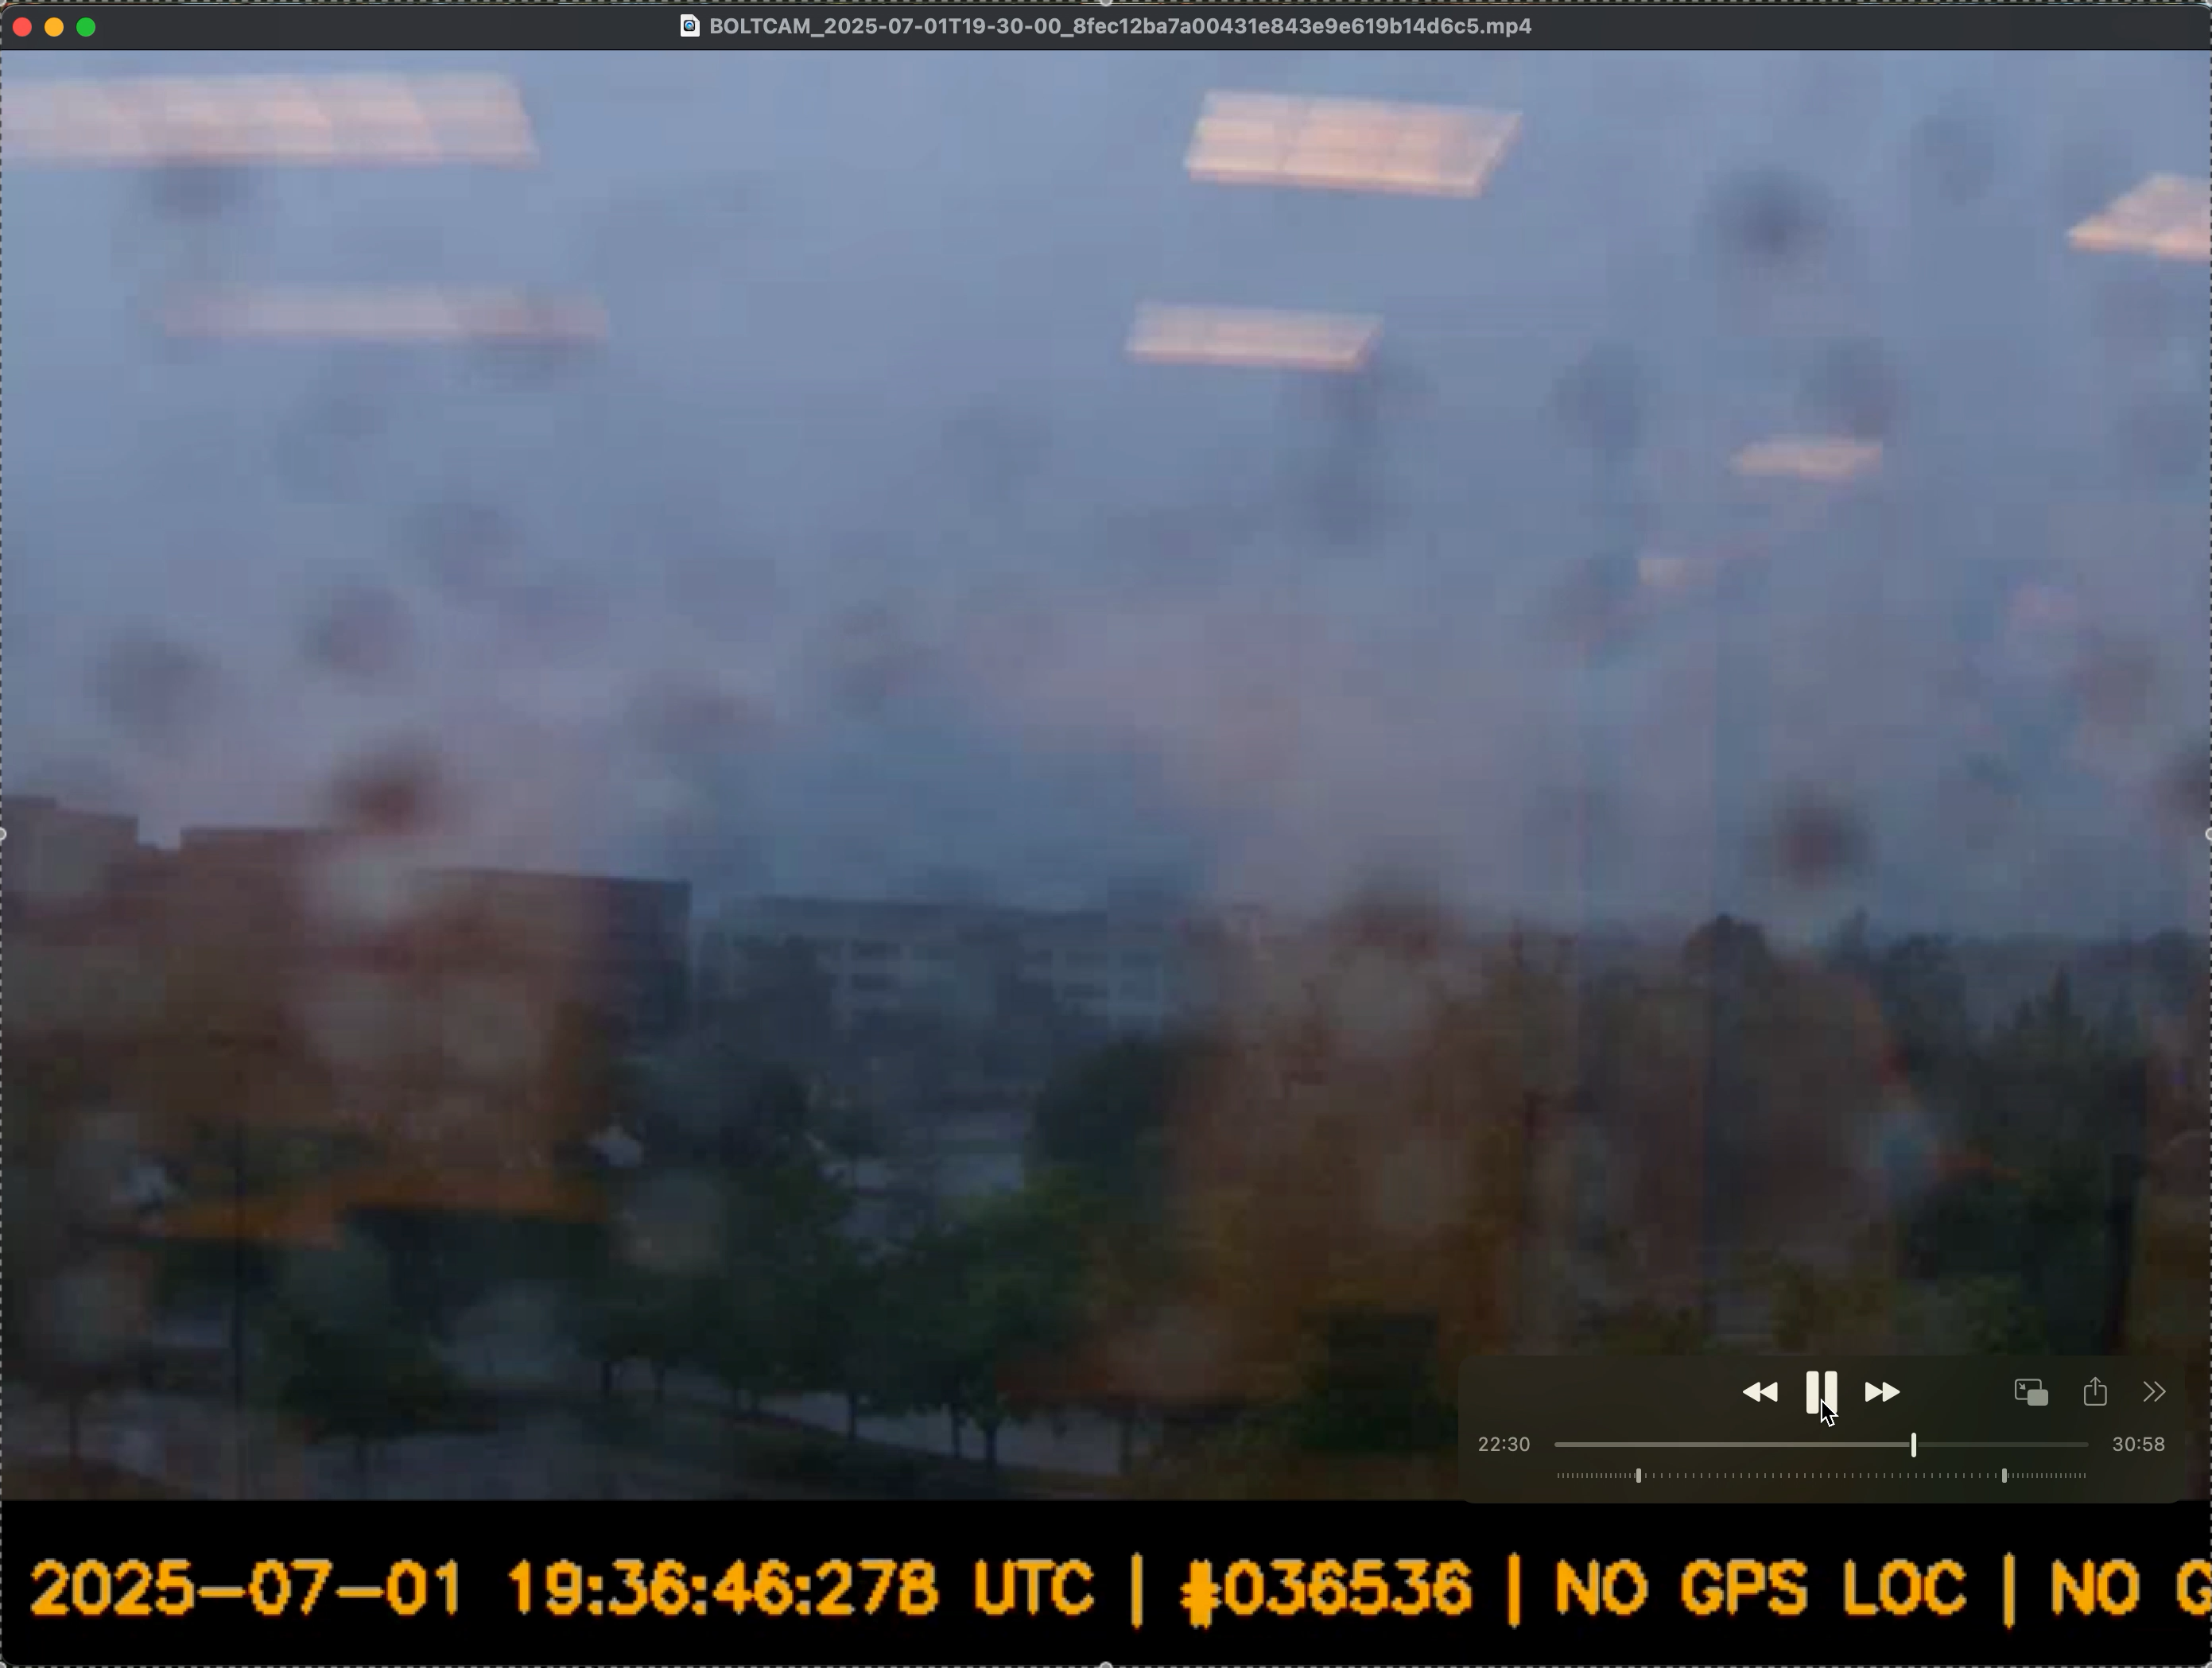 BOLTCAM_2025-07-01T19-30-00_8fec12ba7a00431e843e9e619b14d6c5.mp4
22:30 30:58
2025-07-01 19:36:46:278 UTC | #036536 | NO GPS LOC | NO G